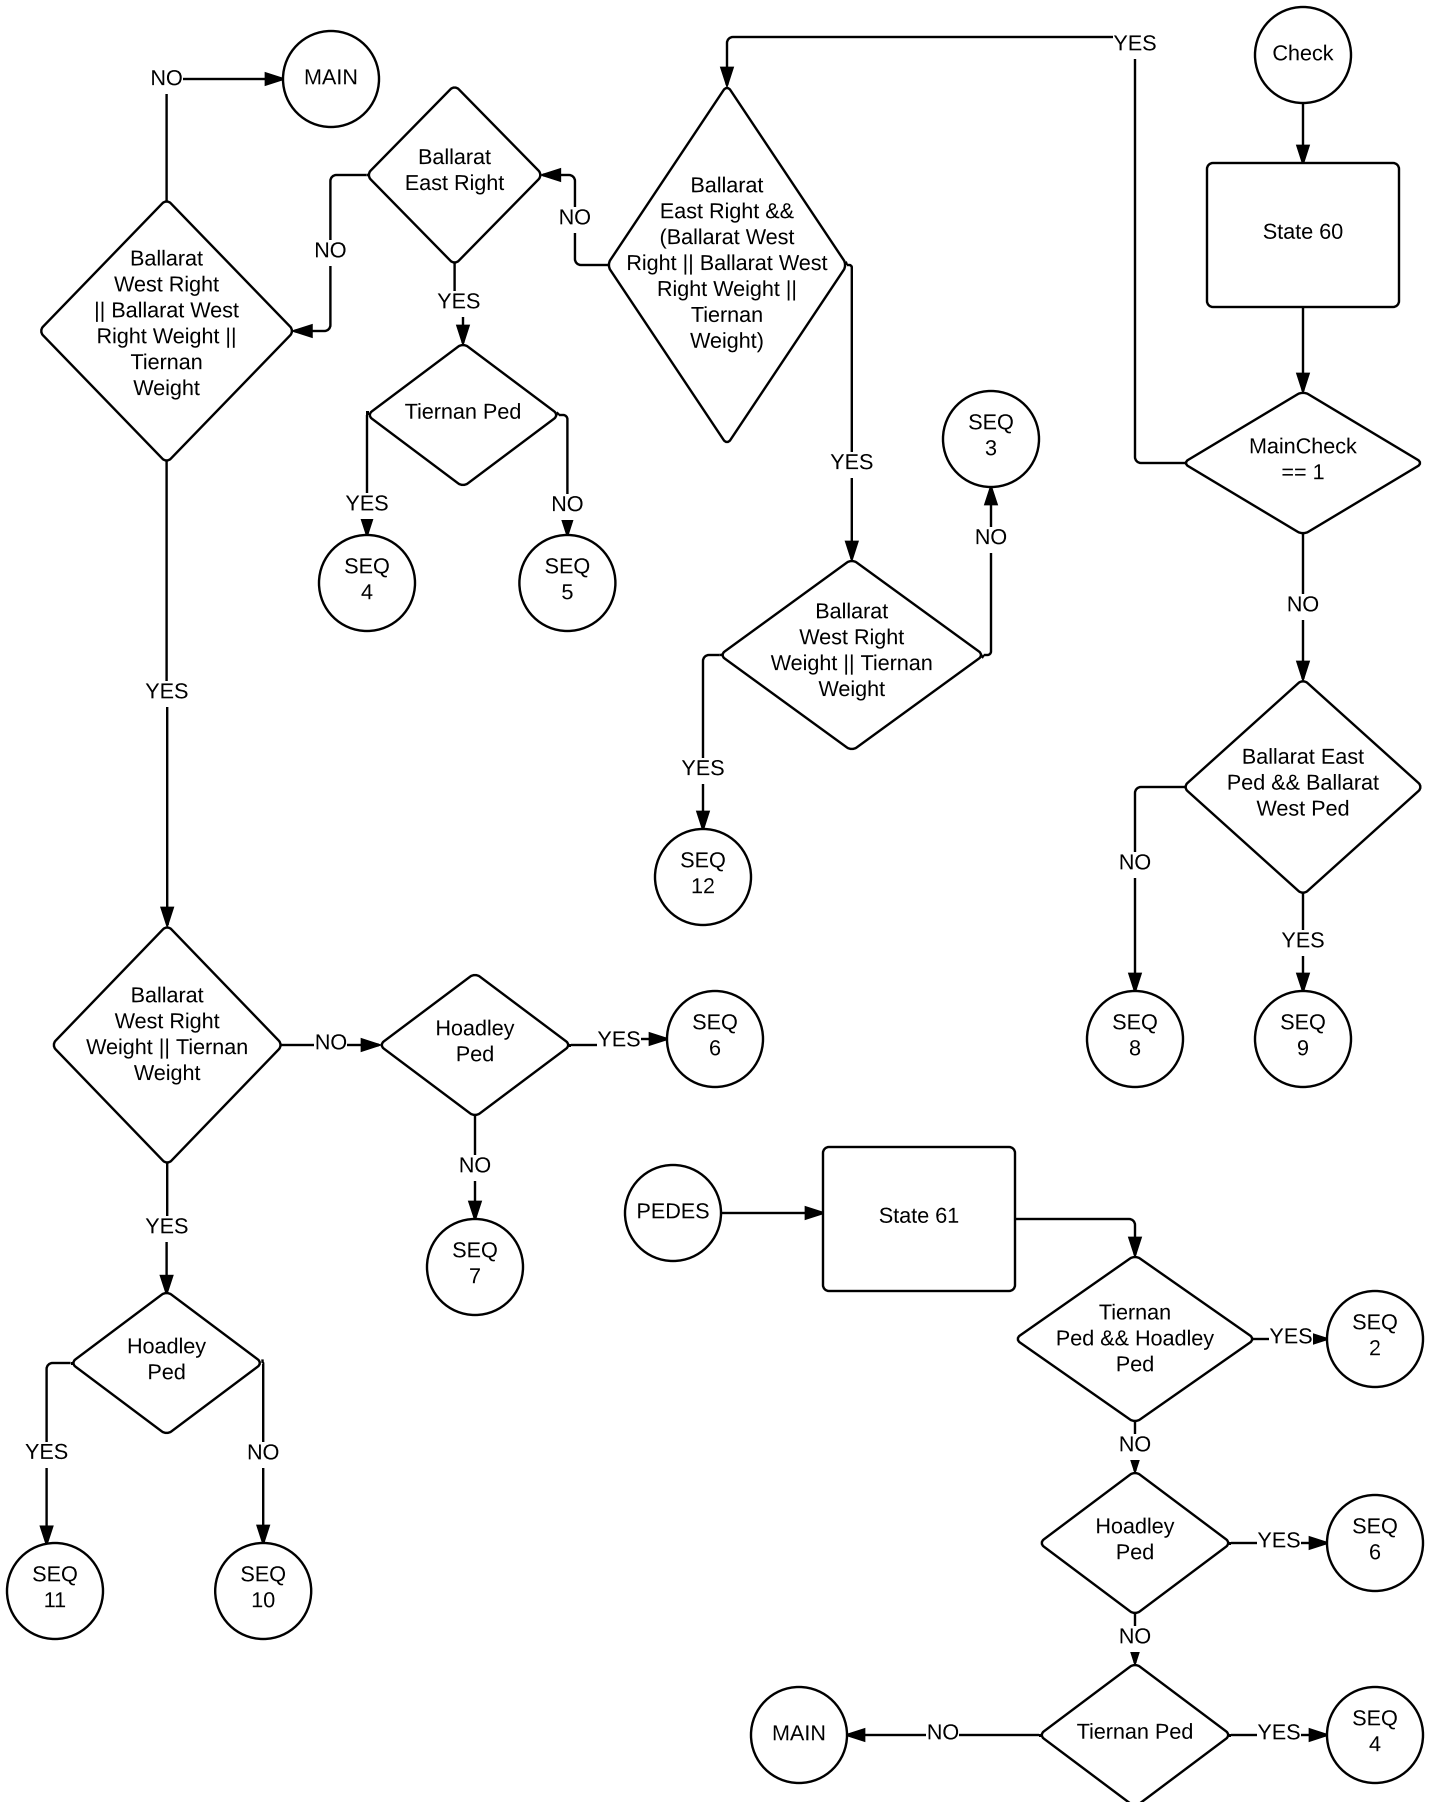 Check
State 60
MainCheck
== 1
YES
NO
Ballarat East
Ped && Ballarat
West Ped
NO
YES
SEQ
8
SEQ
9
Ballarat
East Right &&
(Ballarat West
Right || Ballarat West
Right Weight ||
Tiernan
Weight)
NO
YES
Ballarat
West Right
Weight || Tiernan
Weight
NO
SEQ
3
YES
SEQ
12
Ballarat
East Right
NO
YES
Tiernan Ped
YES
NO
SEQ
4
SEQ
5
Ballarat
West Right
|| Ballarat West
Right Weight ||
Tiernan
Weight
NO
MAIN
YES
Ballarat
West Right
Weight || Tiernan
Weight
NO
Hoadley
Ped
YES
SEQ
6
NO
SEQ
7
YES
Hoadley
Ped
YES
NO
SEQ
11
SEQ
10
PEDES
State 61
Tiernan
Ped && Hoadley
Ped
YES
SEQ
2
NO
Hoadley
Ped
YES
SEQ
6
NO
Tiernan Ped
YES
SEQ
4
NO
MAIN